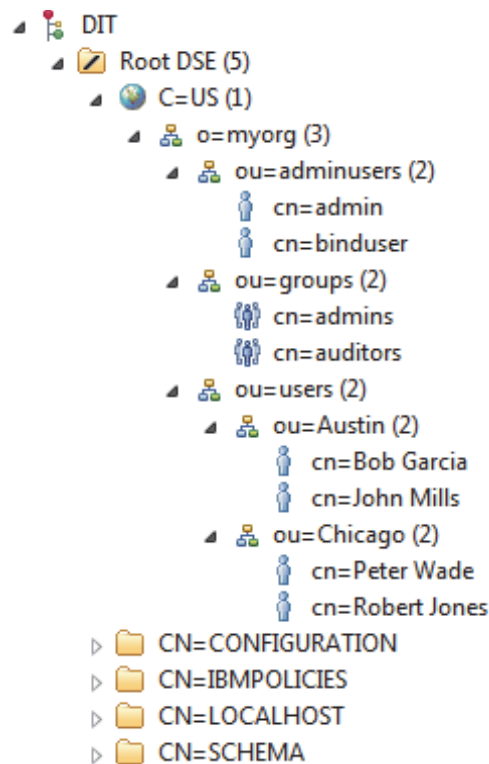 DIT
Root DSE (5)
C=US (1)
o=myorg (3)
ou=adminusers (2)
cn=admin
cn=binduser
ou=groups (2)
cn=admins
cn=auditors
ou=users (2)
ou=Austin (2)
cn=Bob Garcia
cn=John Mills
ou=Chicago (2)
cn=Peter Wade
cn=Robert Jones
CN=CONFIGURATION
CN=IBMPOLICIES
CN=LOCALHOST
CN=SCHEMA